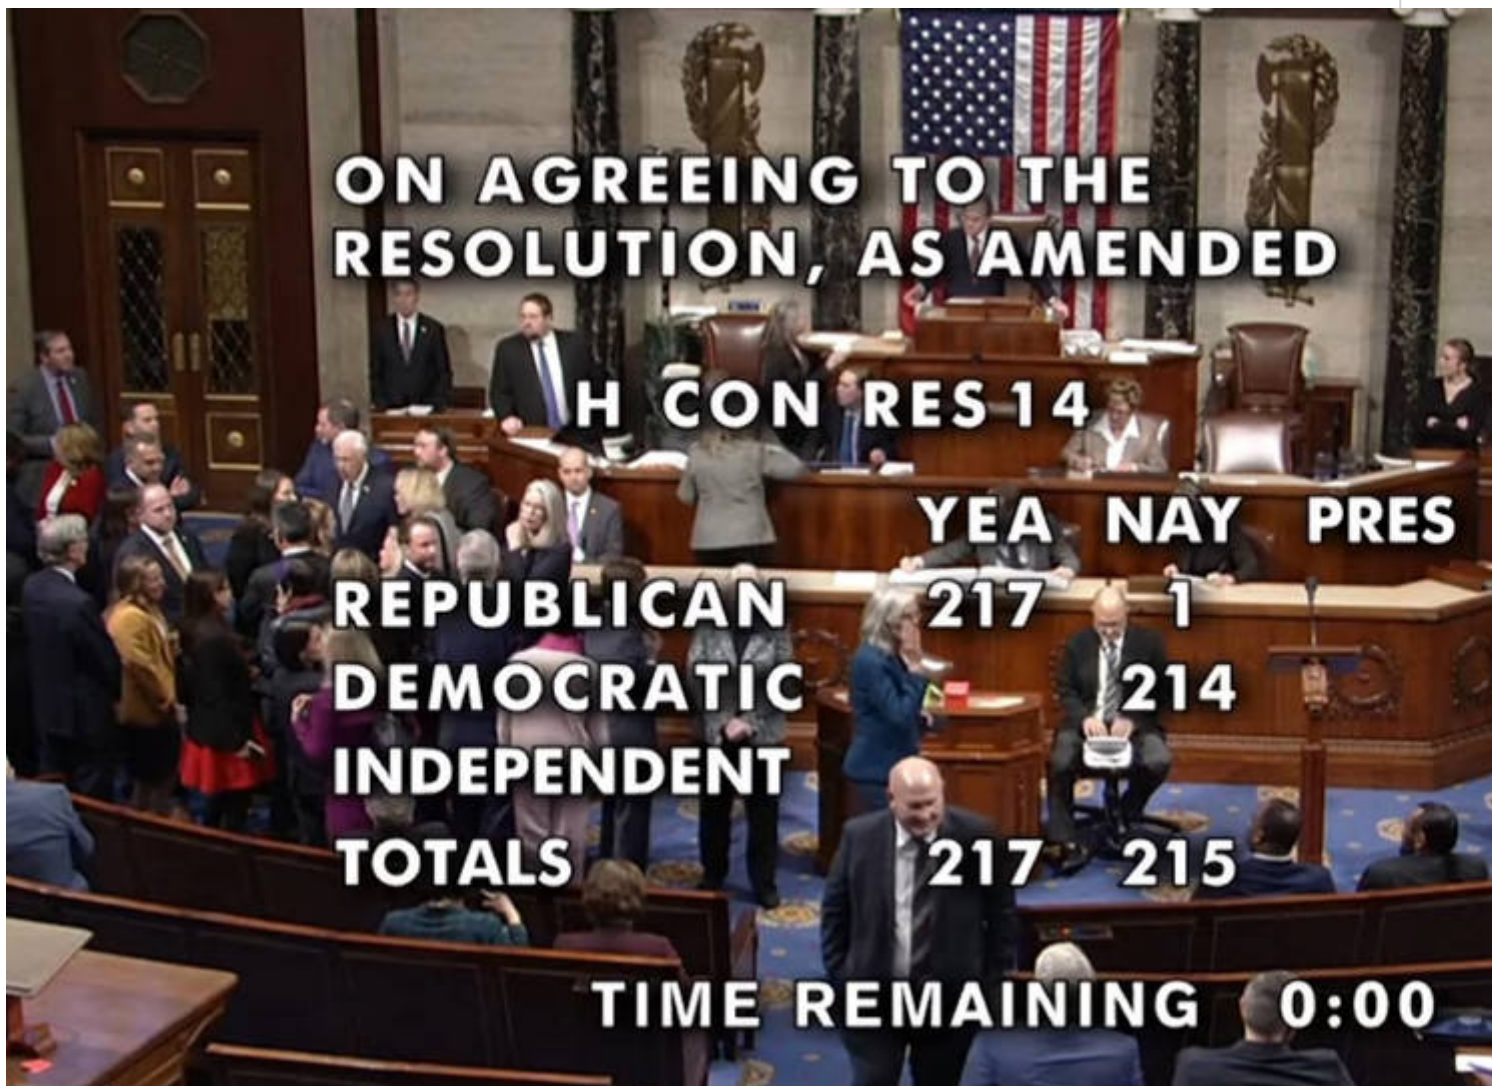 ON AGREEING TO THE
RESOLUTION, AS AMENDED
H CON RES 14
YEA NAY PRES
REPUBLICAN 217 1
DEMOCRATIC 214
INDEPENDENT
TOTALS 217 215
TIME REMAINING 0:00